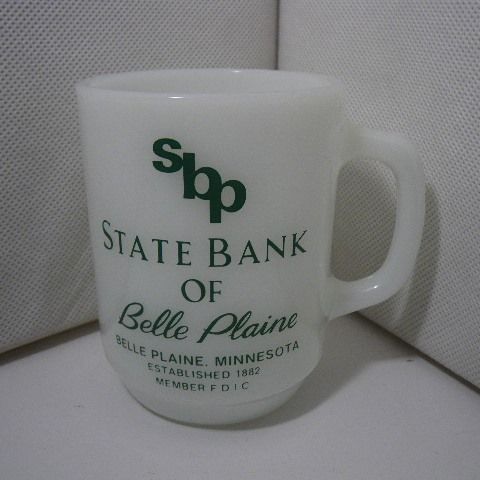 sbp
STATE BANK
OF
Belle Plaine
BELLE PLAINE, MINNESOTA
ESTABLISHED 1882
MEMBER F D I C